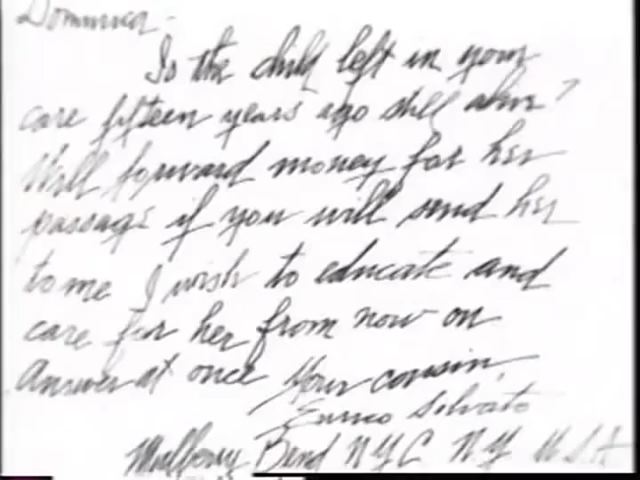 Dominica -
Is the child left in your
care fifteen years ago still alive?
Will forward money for her
passage if you will send her
to me I wish to educate and
care for her from now on
Answer at once Your cousin,
Enrico Salvato
Mulberry Bend NYC NY U.S.A